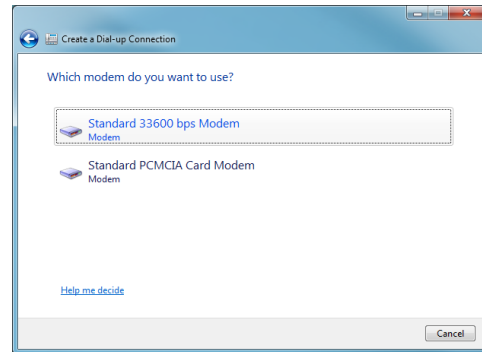 Create a Dial-up Connection
Which modem do you want to use?
Standard 33600 bps Modem
Modem
Standard PCMCIA Card Modem
Modem
Help me decide
Cancel